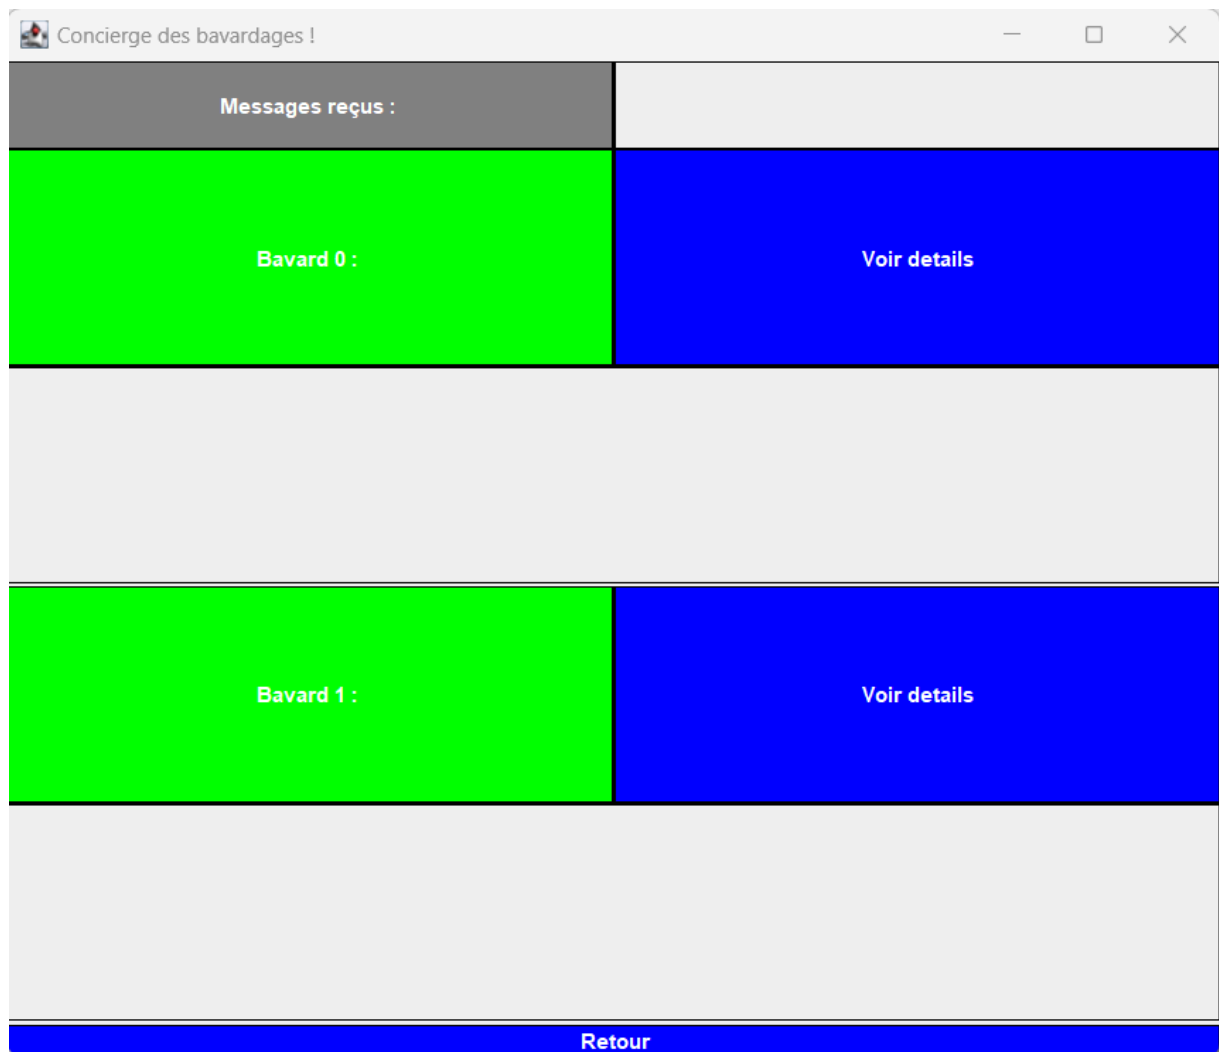 Concierge des bavardages !
Messages reçus :
Bavard 0 :
Voir details
Bavard 1 :
Voir details
Retour